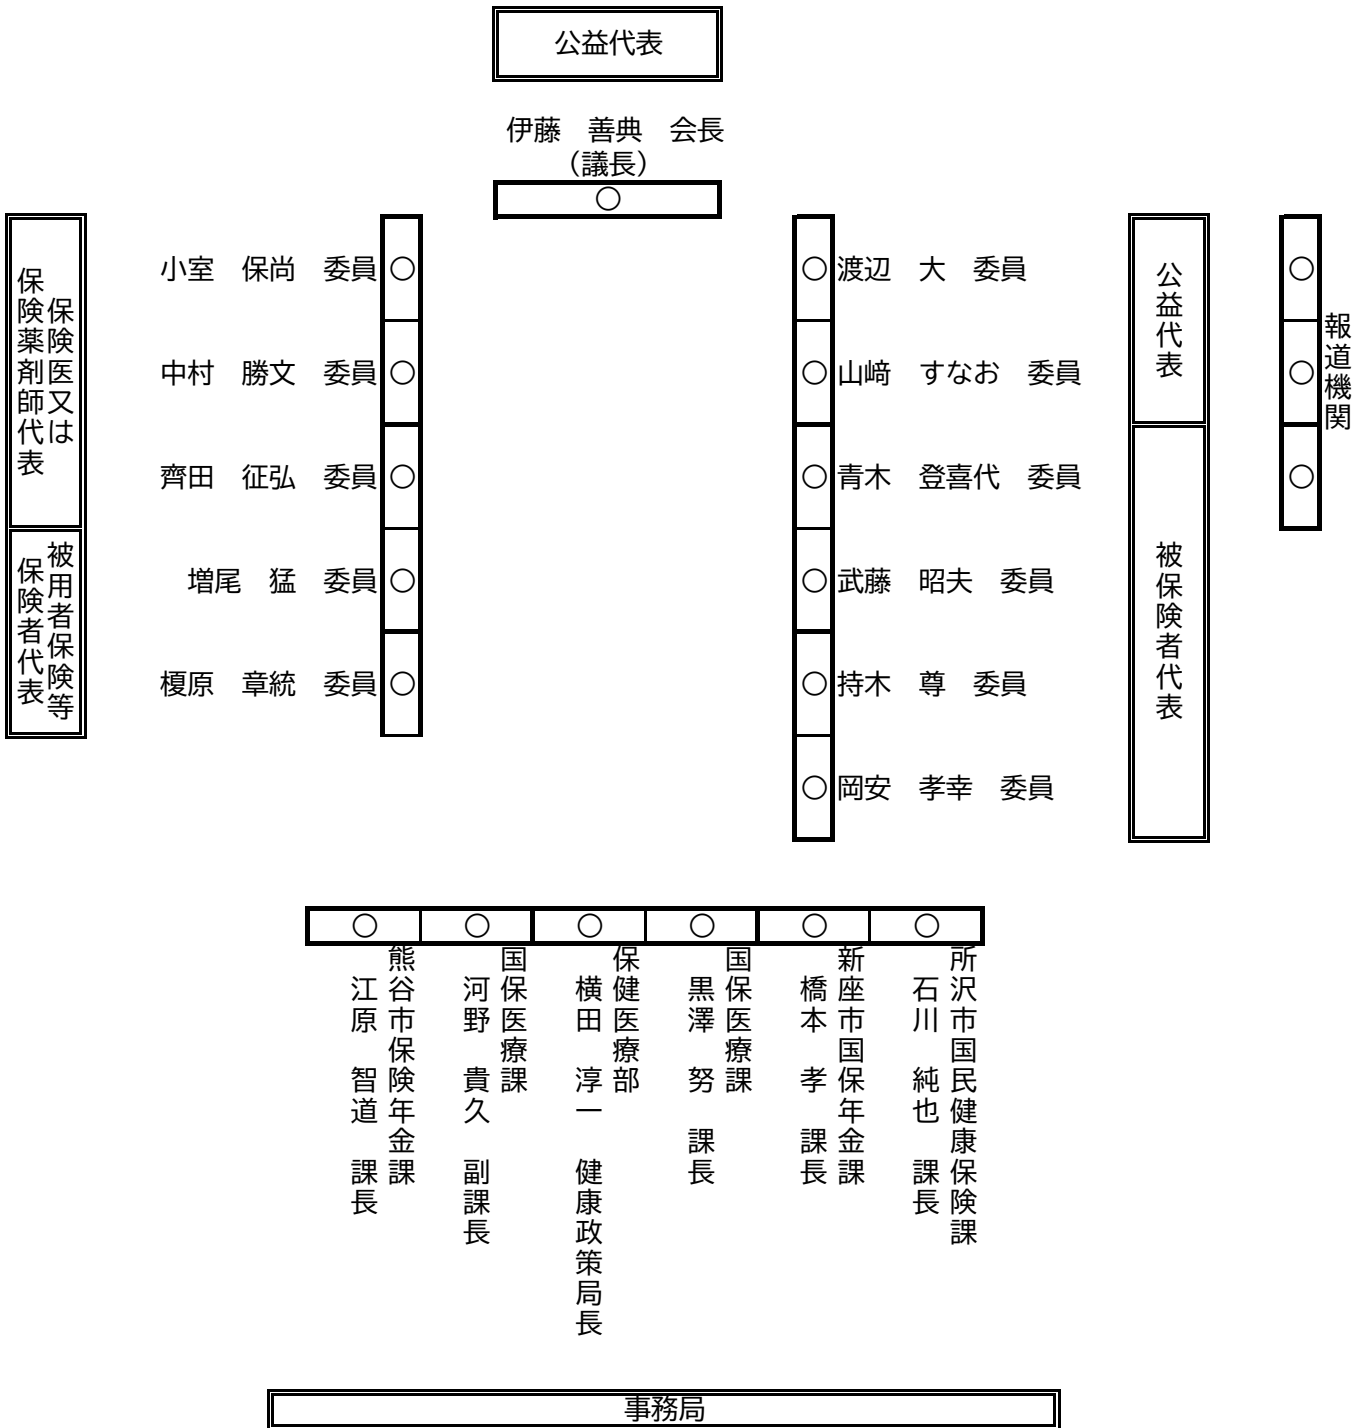 公益代表
伊藤　善典　会長
（議長）
○
保険医又は
保険薬剤師代表
被用者保険等
保険者代表
小室　保尚　委員○
中村　勝文　委員○
齊田　征弘　委員○
増尾　猛　委員○
榎原　章統　委員○
○渡辺　大　委員
○山﨑　すなお　委員
○青木　登喜代　委員
○武藤　昭夫　委員
○持木　尊　委員
○岡安　孝幸　委員
公益代表
被保険者代表
○
○
○
報道機関
○ ○ ○ ○ ○ ○
熊谷市保険年金課
江原　智道　課長
国保医療課
河野　貴久　副課長
保健医療部
横田　淳一　健康政策局長
国保医療課
黒澤　努　課長
新座市国保年金課
橋本　孝　課長
所沢市国民健康保険課
石川　純也　課長
事務局